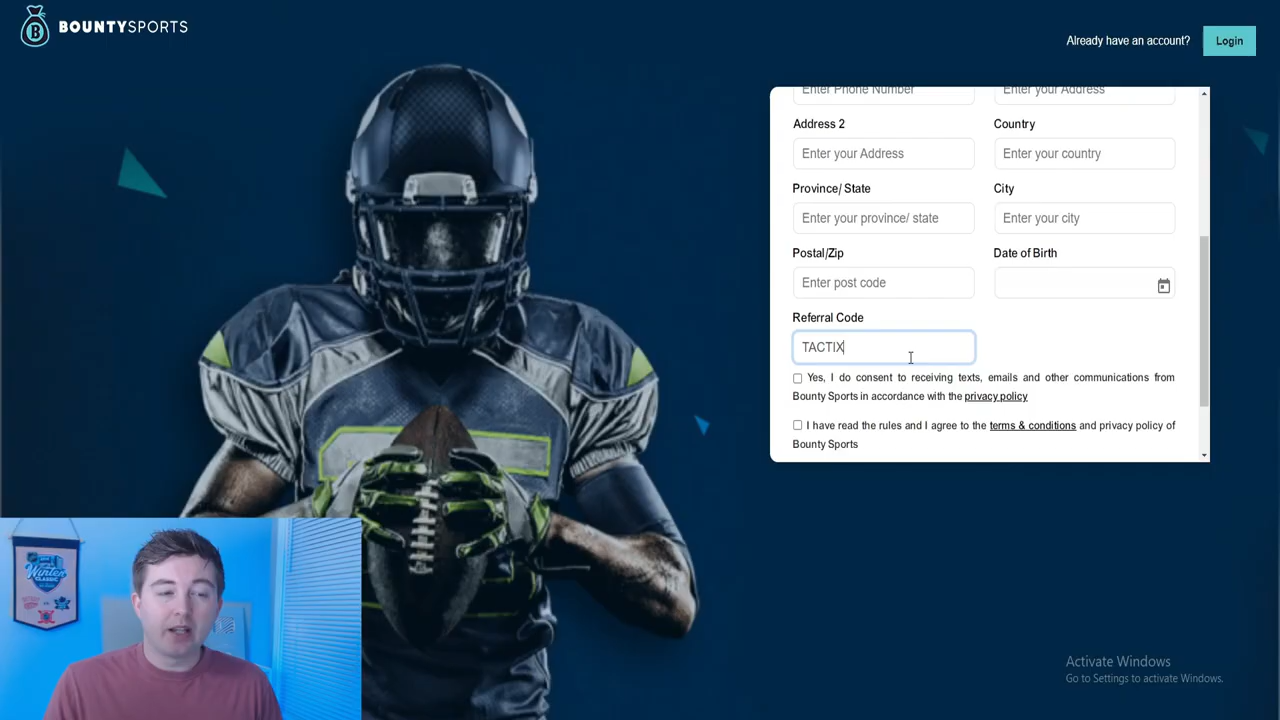 BOUNTYSPORTS
Already have an account?
Login
Enter Phone Number
Enter your Address
Address 2
Country
Enter your Address
Enter your country
Province/ State
City
Enter your province/ state
Enter your city
Postal/Zip
Date of Birth
Enter post code
Referral Code
TACTIX
Yes, I do consent to receiving texts, emails and other communications from
Bounty Sports in accordance with the privacy policy
I have read the rules and I agree to the terms & conditions and privacy policy of
Bounty Sports
Winter
Classic
Activate Windows
Go to Settings to activate Windows.